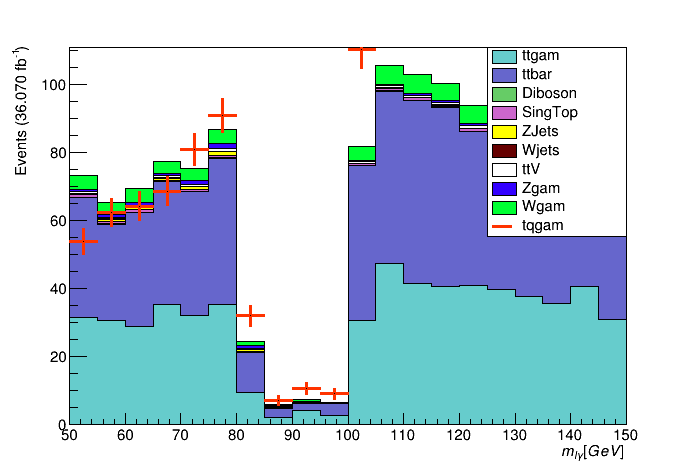 Events (36.070 fb⁻¹)
100
80
60
40
20
0
50 60 70 80 90 100 110 120 130 140 150
m_lγ[GeV]
ttgam
ttbar
Diboson
SingTop
ZJets
Wjets
ttV
Zgam
Wgam
tqgam